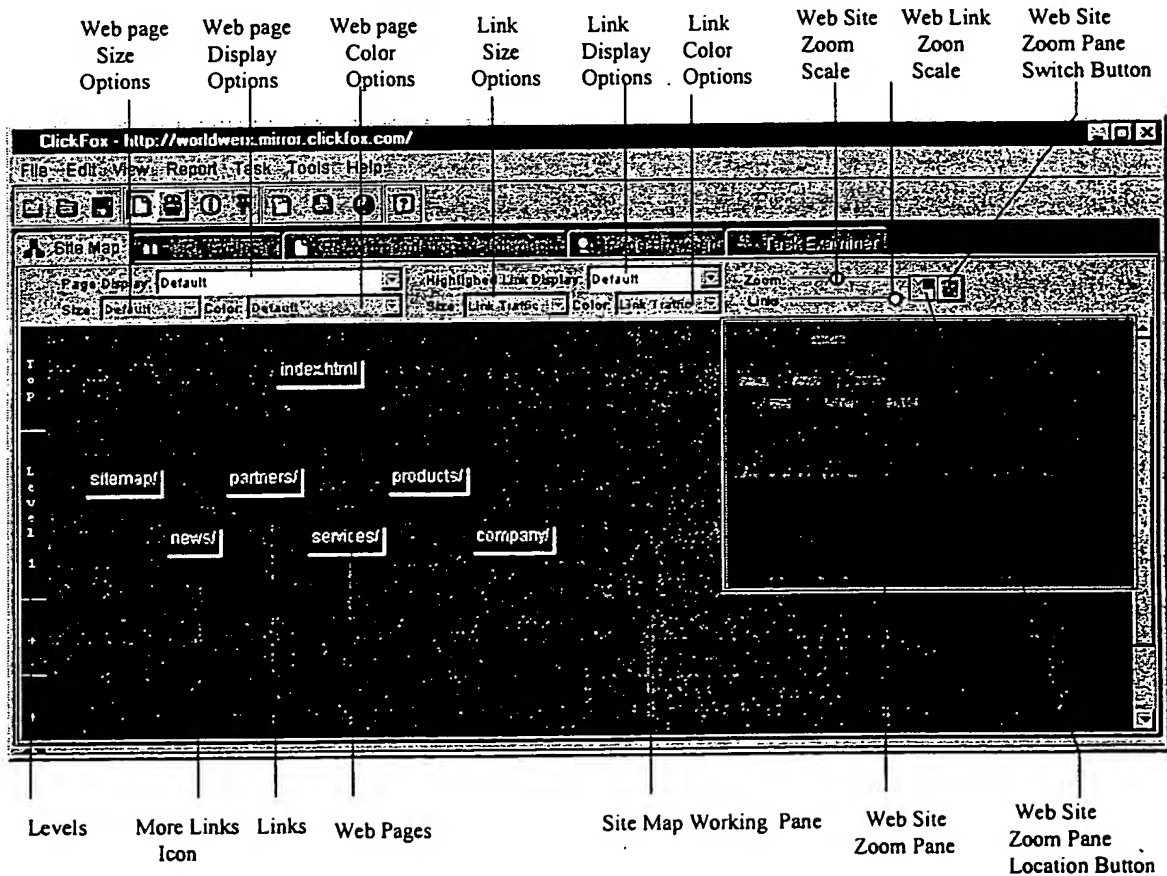 Web page Size Options
Web page Display Options
Web page Color Options
Link Size Options
Link Display Options
Link Color Options
Web Site Zoom Scale
Web Link Zoon Scale
Web Site Zoom Pane Switch Button
ClickFox - http://worldwerx.mirror.clickfox.com/
File Edit View Report Task Tools Help
Site Map
Task Examiner
Page Display: Default
Highlighted Link Display: Default
Zoom
Size: Default
Color: Default
Size: Link Traffic
Color: Link Traffic
Link
Top
index.html
Level 1
sitemap/
partners/
products/
news/
services/
company/
+
+
Levels
More Links Icon
Links
Web Pages
Site Map Working Pane
Web Site Zoom Pane
Web Site Zoom Pane Location Button